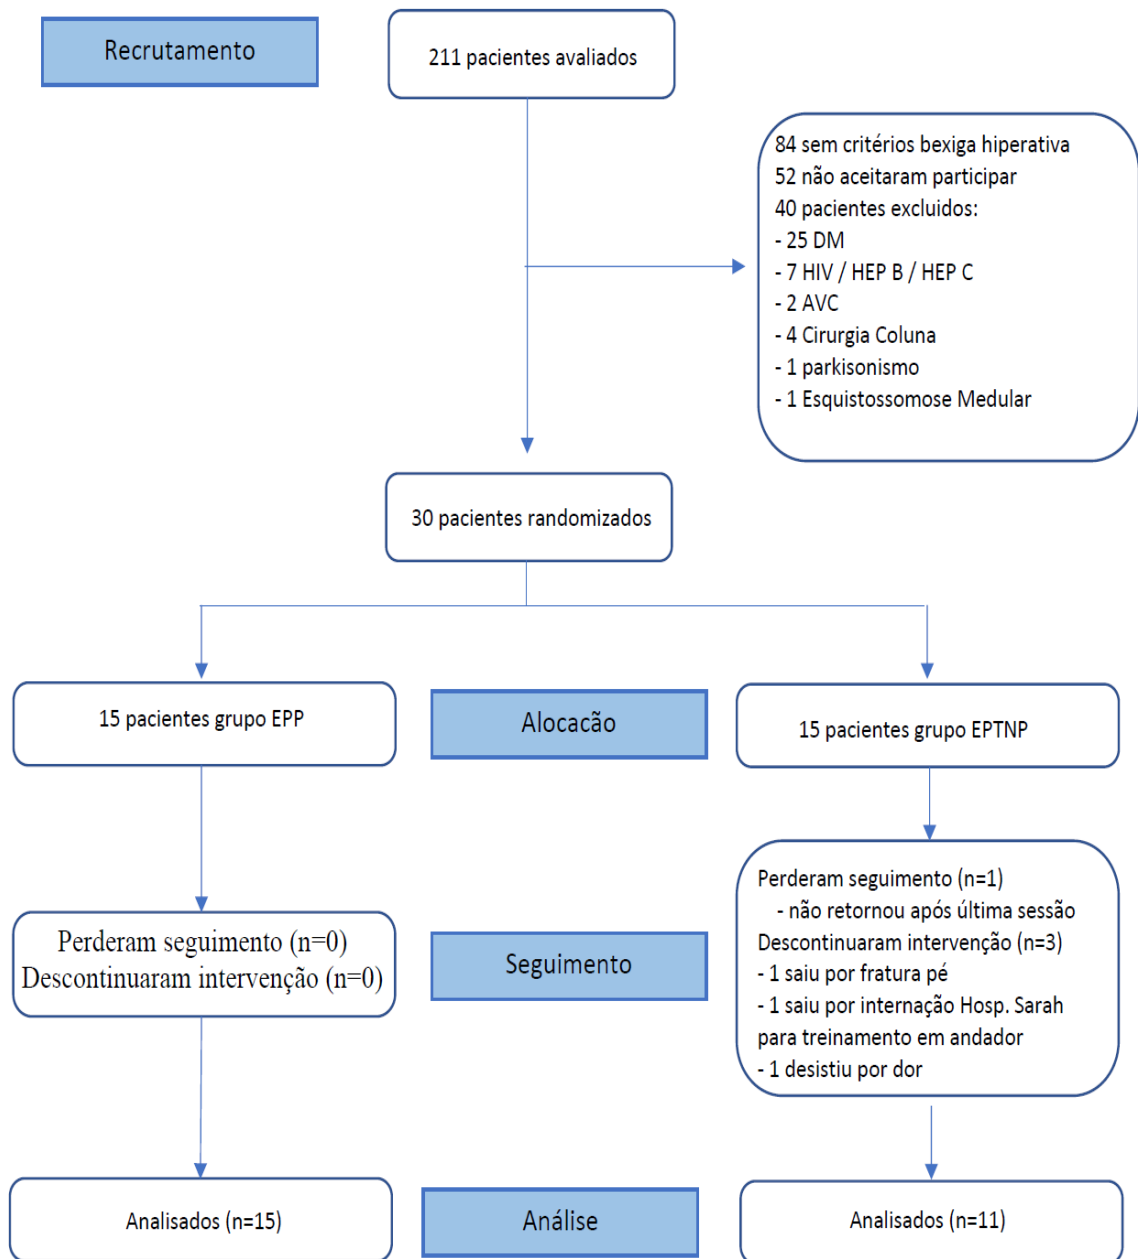 Recrutamento
211 pacientes avaliados
84 sem critérios bexiga hiperativa
52 não aceitaram participar
40 pacientes excluidos:
- 25 DM
- 7 HIV / HEP B / HEP C
- 2 AVC
- 4 Cirurgia Coluna
- 1 parkisonismo
- 1 Esquistossomose Medular
30 pacientes randomizados
15 pacientes grupo EPP
Alocacão
15 pacientes grupo EPTNP
Perderam seguimento (n=0)
Descontinuaram intervenção (n=0)
Seguimento
Perderam seguimento (n=1)
- não retornou após última sessão
Descontinuaram intervenção (n=3)
- 1 saiu por fratura pé
- 1 saiu por internação Hosp. Sarah
para treinamento em andador
- 1 desistiu por dor
Analisados (n=15)
Análise
Analisados (n=11)